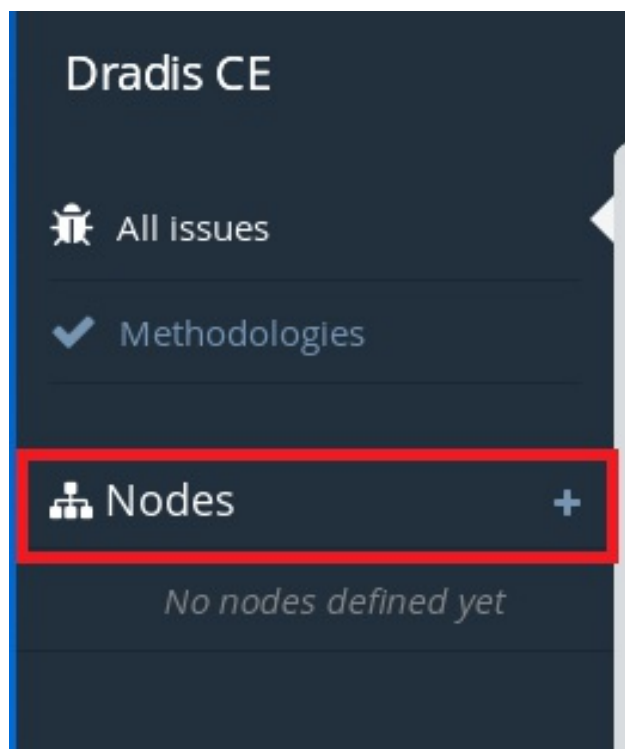 Dradis CE
All issues
Methodologies
Nodes +
No nodes defined yet